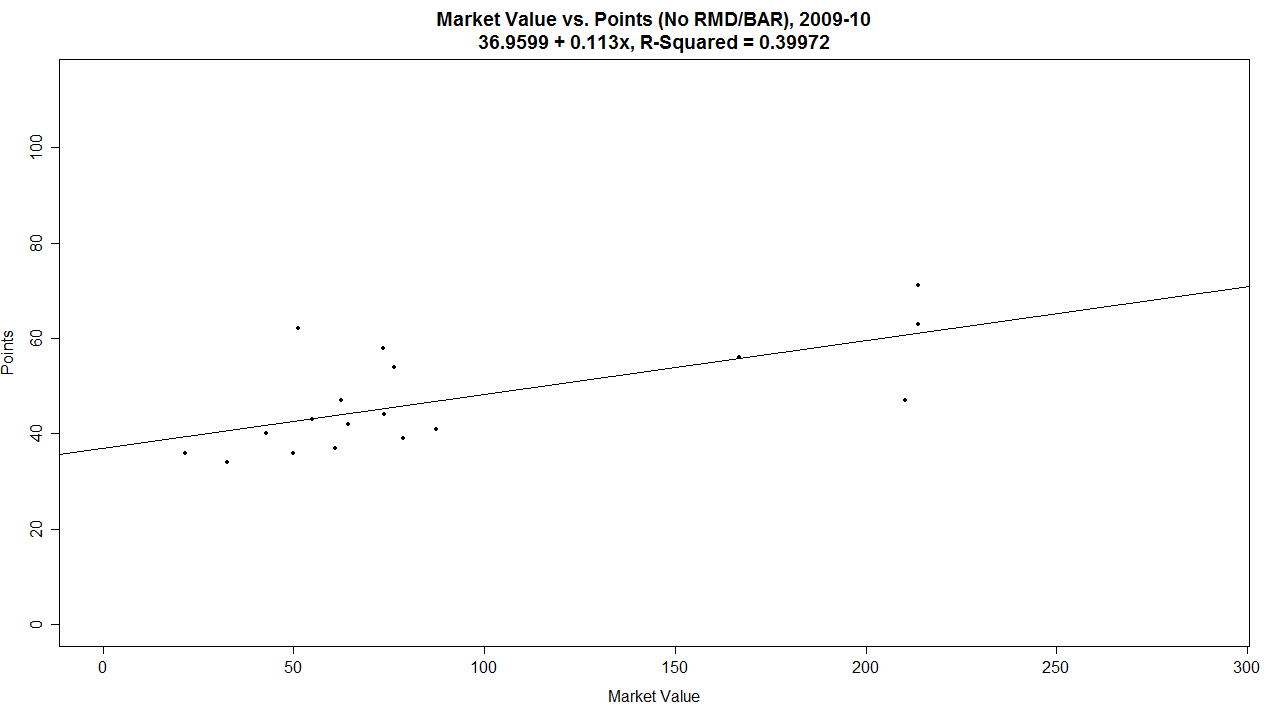 Market Value vs. Points (No RMD/BAR), 2009-10
36.9599 + 0.113x, R-Squared = 0.39972
Points
100
80
60
40
20
0
0 50 100 150 200 250 300
Market Value